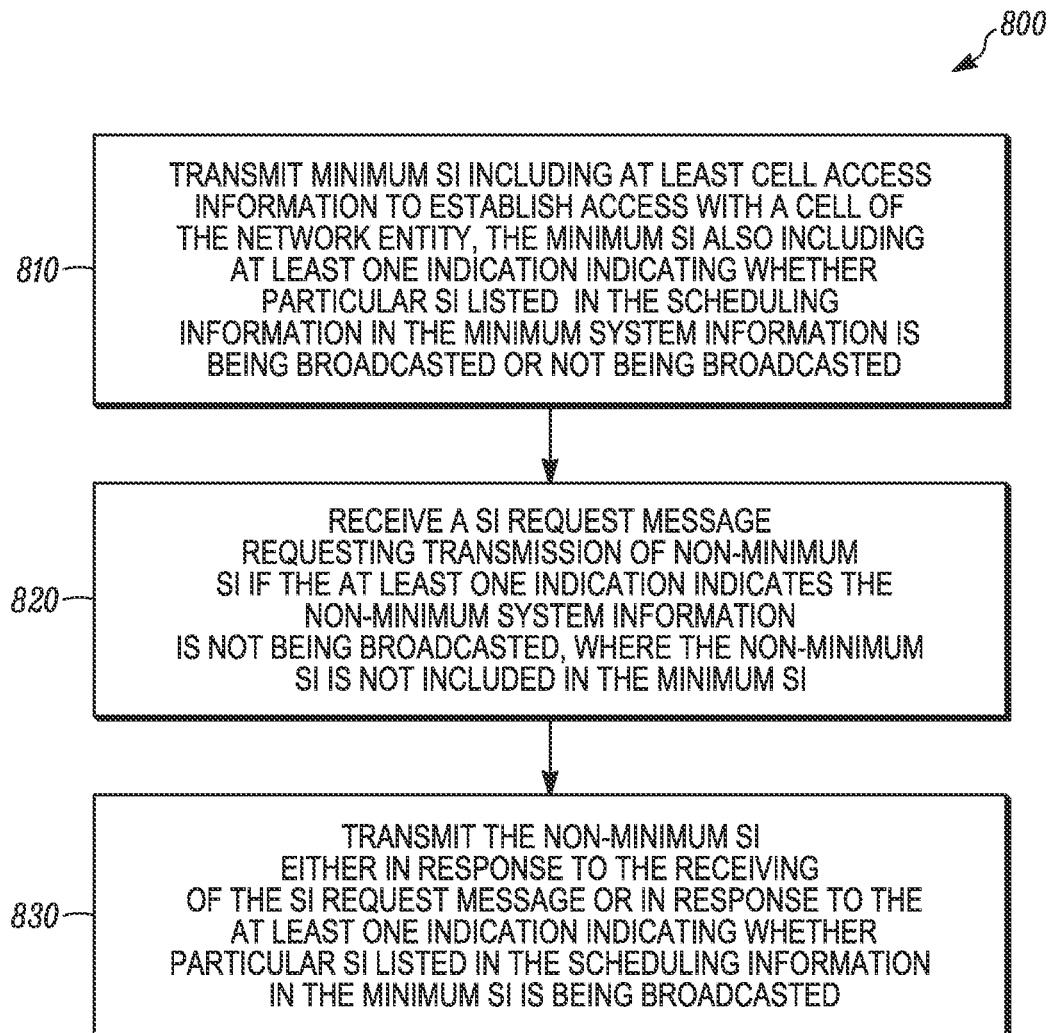 800
TRANSMIT MINIMUM SI INCLUDING AT LEAST CELL ACCESS
INFORMATION TO ESTABLISH ACCESS WITH A CELL OF
THE NETWORK ENTITY, THE MINIMUM SI ALSO INCLUDING
AT LEAST ONE INDICATION INDICATING WHETHER
PARTICULAR SI LISTED IN THE SCHEDULING
INFORMATION IN THE MINIMUM SYSTEM INFORMATION IS
BEING BROADCASTED OR NOT BEING BROADCASTED
810
RECEIVE A SI REQUEST MESSAGE
REQUESTING TRANSMISSION OF NON-MINIMUM
SI IF THE AT LEAST ONE INDICATION INDICATES THE
NON-MINIMUM SYSTEM INFORMATION
IS NOT BEING BROADCASTED, WHERE THE NON-MINIMUM
SI IS NOT INCLUDED IN THE MINIMUM SI
820
TRANSMIT THE NON-MINIMUM SI
EITHER IN RESPONSE TO THE RECEIVING
OF THE SI REQUEST MESSAGE OR IN RESPONSE TO THE
AT LEAST ONE INDICATION INDICATING WHETHER
PARTICULAR SI LISTED IN THE SCHEDULING INFORMATION
IN THE MINIMUM SI IS BEING BROADCASTED
830